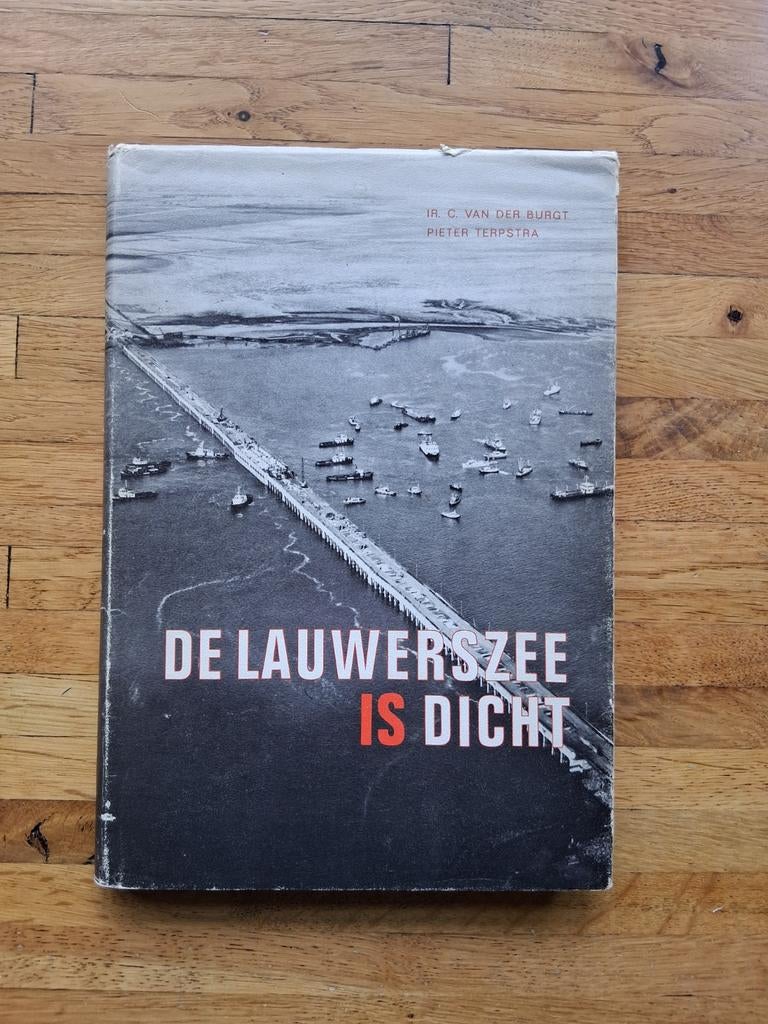 IR. C. VAN DER BURGT
PIETER TERPSTRA
DE LAUWERSZEE
IS DICHT